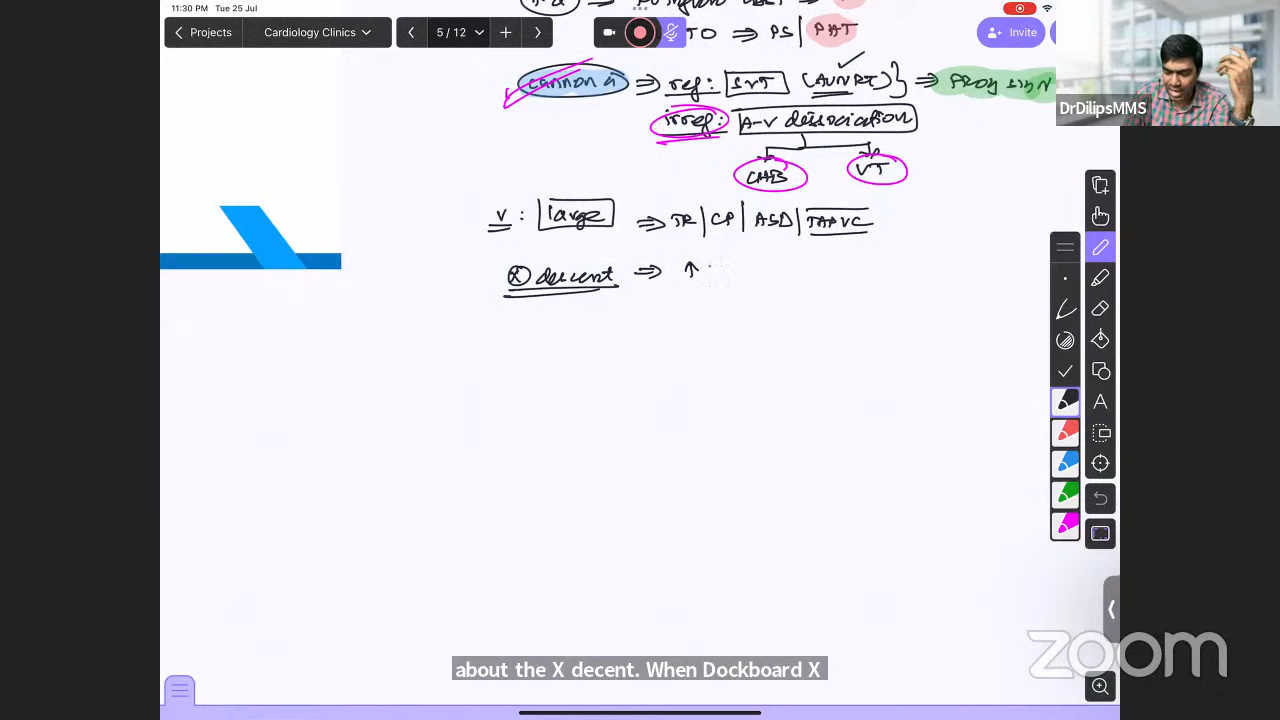 11:30 PM Tue 25 Jul
Projects
Cardiology Clinics
5 / 12
Invite
TO ⇒ PS | PAT
cannon a ⇒ reg: SVT (AVNRT) } ⇒ FROG SIGN
irreg: A-V dissociation
CHB VT
v : large ⇒ TR | CP | ASD | TAPVC
X descent ⇒ ↑
DrDilipsMMS
A
zoom
about the X decent. When Dockboard X